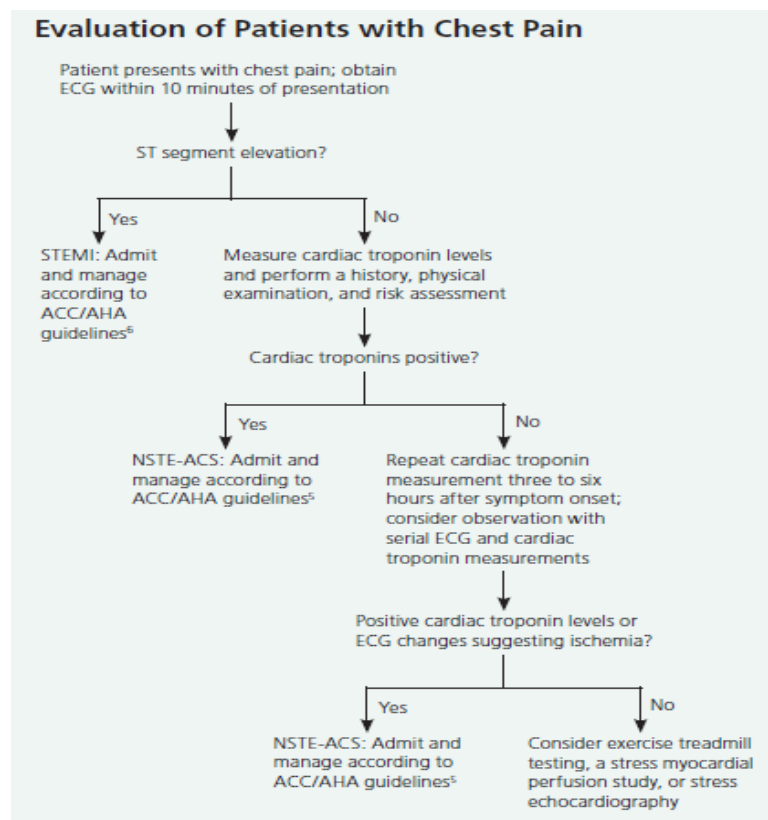 Evaluation of Patients with Chest Pain
Patient presents with chest pain; obtain
ECG within 10 minutes of presentation
ST segment elevation?
Yes
No
STEMI: Admit
and manage
according to
ACC/AHA
guidelines⁶
Measure cardiac troponin levels
and perform a history, physical
examination, and risk assessment
Cardiac troponins positive?
Yes
No
NSTE-ACS: Admit and
manage according to
ACC/AHA guidelines⁵
Repeat cardiac troponin
measurement three to six
hours after symptom onset;
consider observation with
serial ECG and cardiac
troponin measurements
Positive cardiac troponin levels or
ECG changes suggesting ischemia?
Yes
No
NSTE-ACS: Admit and
manage according to
ACC/AHA guidelines⁵
Consider exercise treadmill
testing, a stress myocardial
perfusion study, or stress
echocardiography